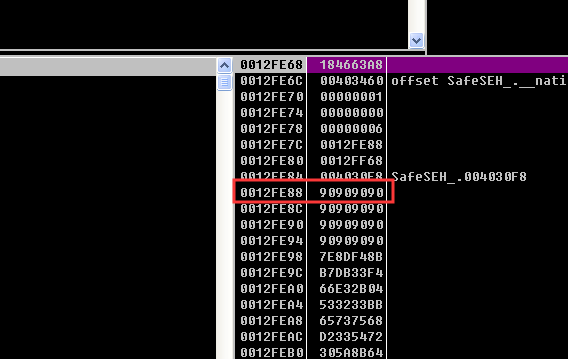 0012FE68 184663A8
0012FE6C 00403460 offset SafeSEH_.__nati
0012FE70 00000001
0012FE74 00000000
0012FE78 00000006
0012FE7C 0012FE88
0012FE80 0012FF68
0012FE84 004030F8 SafeSEH_.004030F8
0012FE88 90909090
0012FE8C 90909090
0012FE90 90909090
0012FE94 90909090
0012FE98 7E8DF48B
0012FE9C B7DB33F4
0012FEA0 66E32B04
0012FEA4 533233BB
0012FEA8 65737568
0012FEAC D2335472
0012FEB0 305A8B64